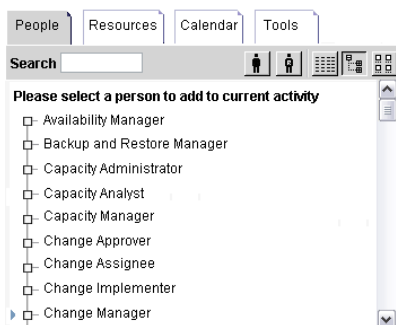 People Resources Calendar Tools
Search
Please select a person to add to current activity
Availability Manager
Backup and Restore Manager
Capacity Administrator
Capacity Analyst
Capacity Manager
Change Approver
Change Assignee
Change Implementer
Change Manager